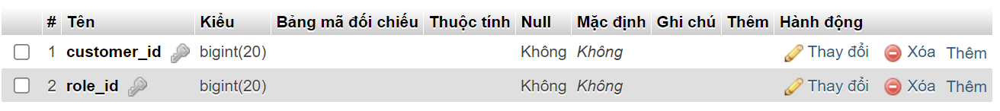 # Tên Kiểu Bảng mã đối chiếu Thuộc tính Null Mặc định Ghi chú Thêm Hành động
1 customer_id bigint(20) Không Không Thay đổi Xóa Thêm
2 role_id bigint(20) Không Không Thay đổi Xóa Thêm